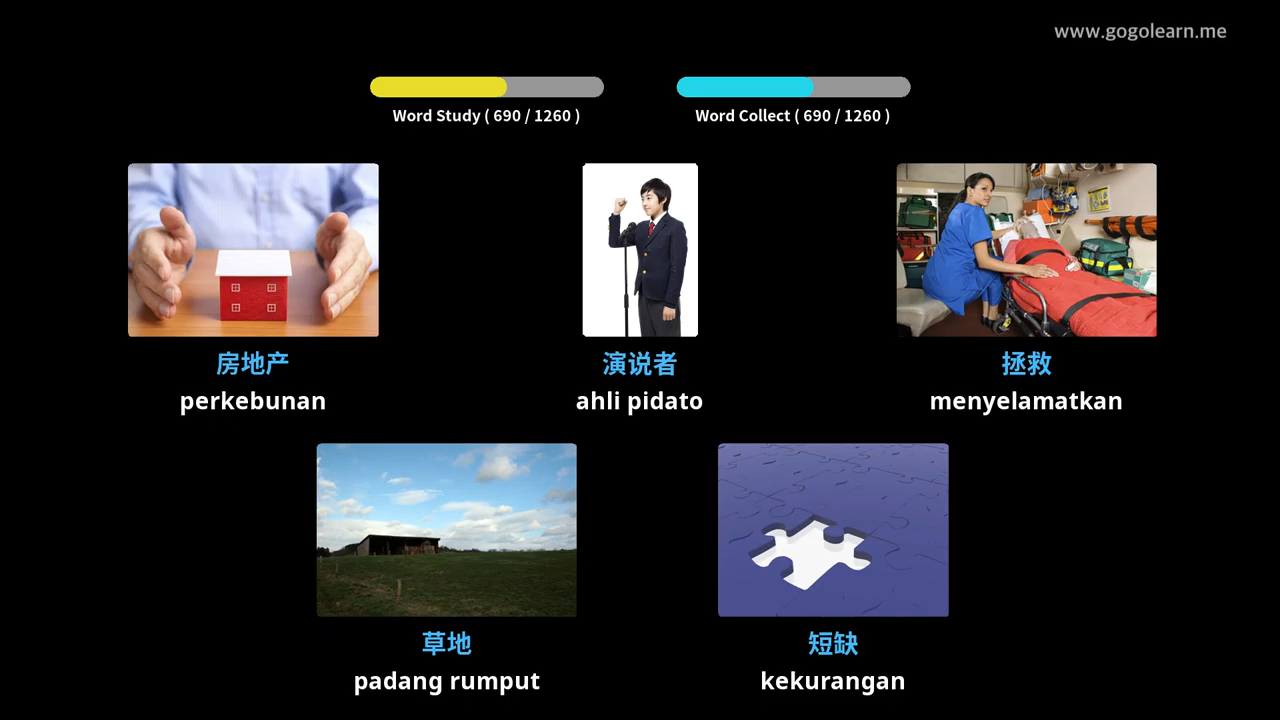 www.gogolearn.me
Word Study ( 690 / 1260 )
Word Collect ( 690 / 1260 )
房地产
perkebunan
演说者
ahli pidato
拯救
menyelamatkan
草地
padang rumput
短缺
kekurangan